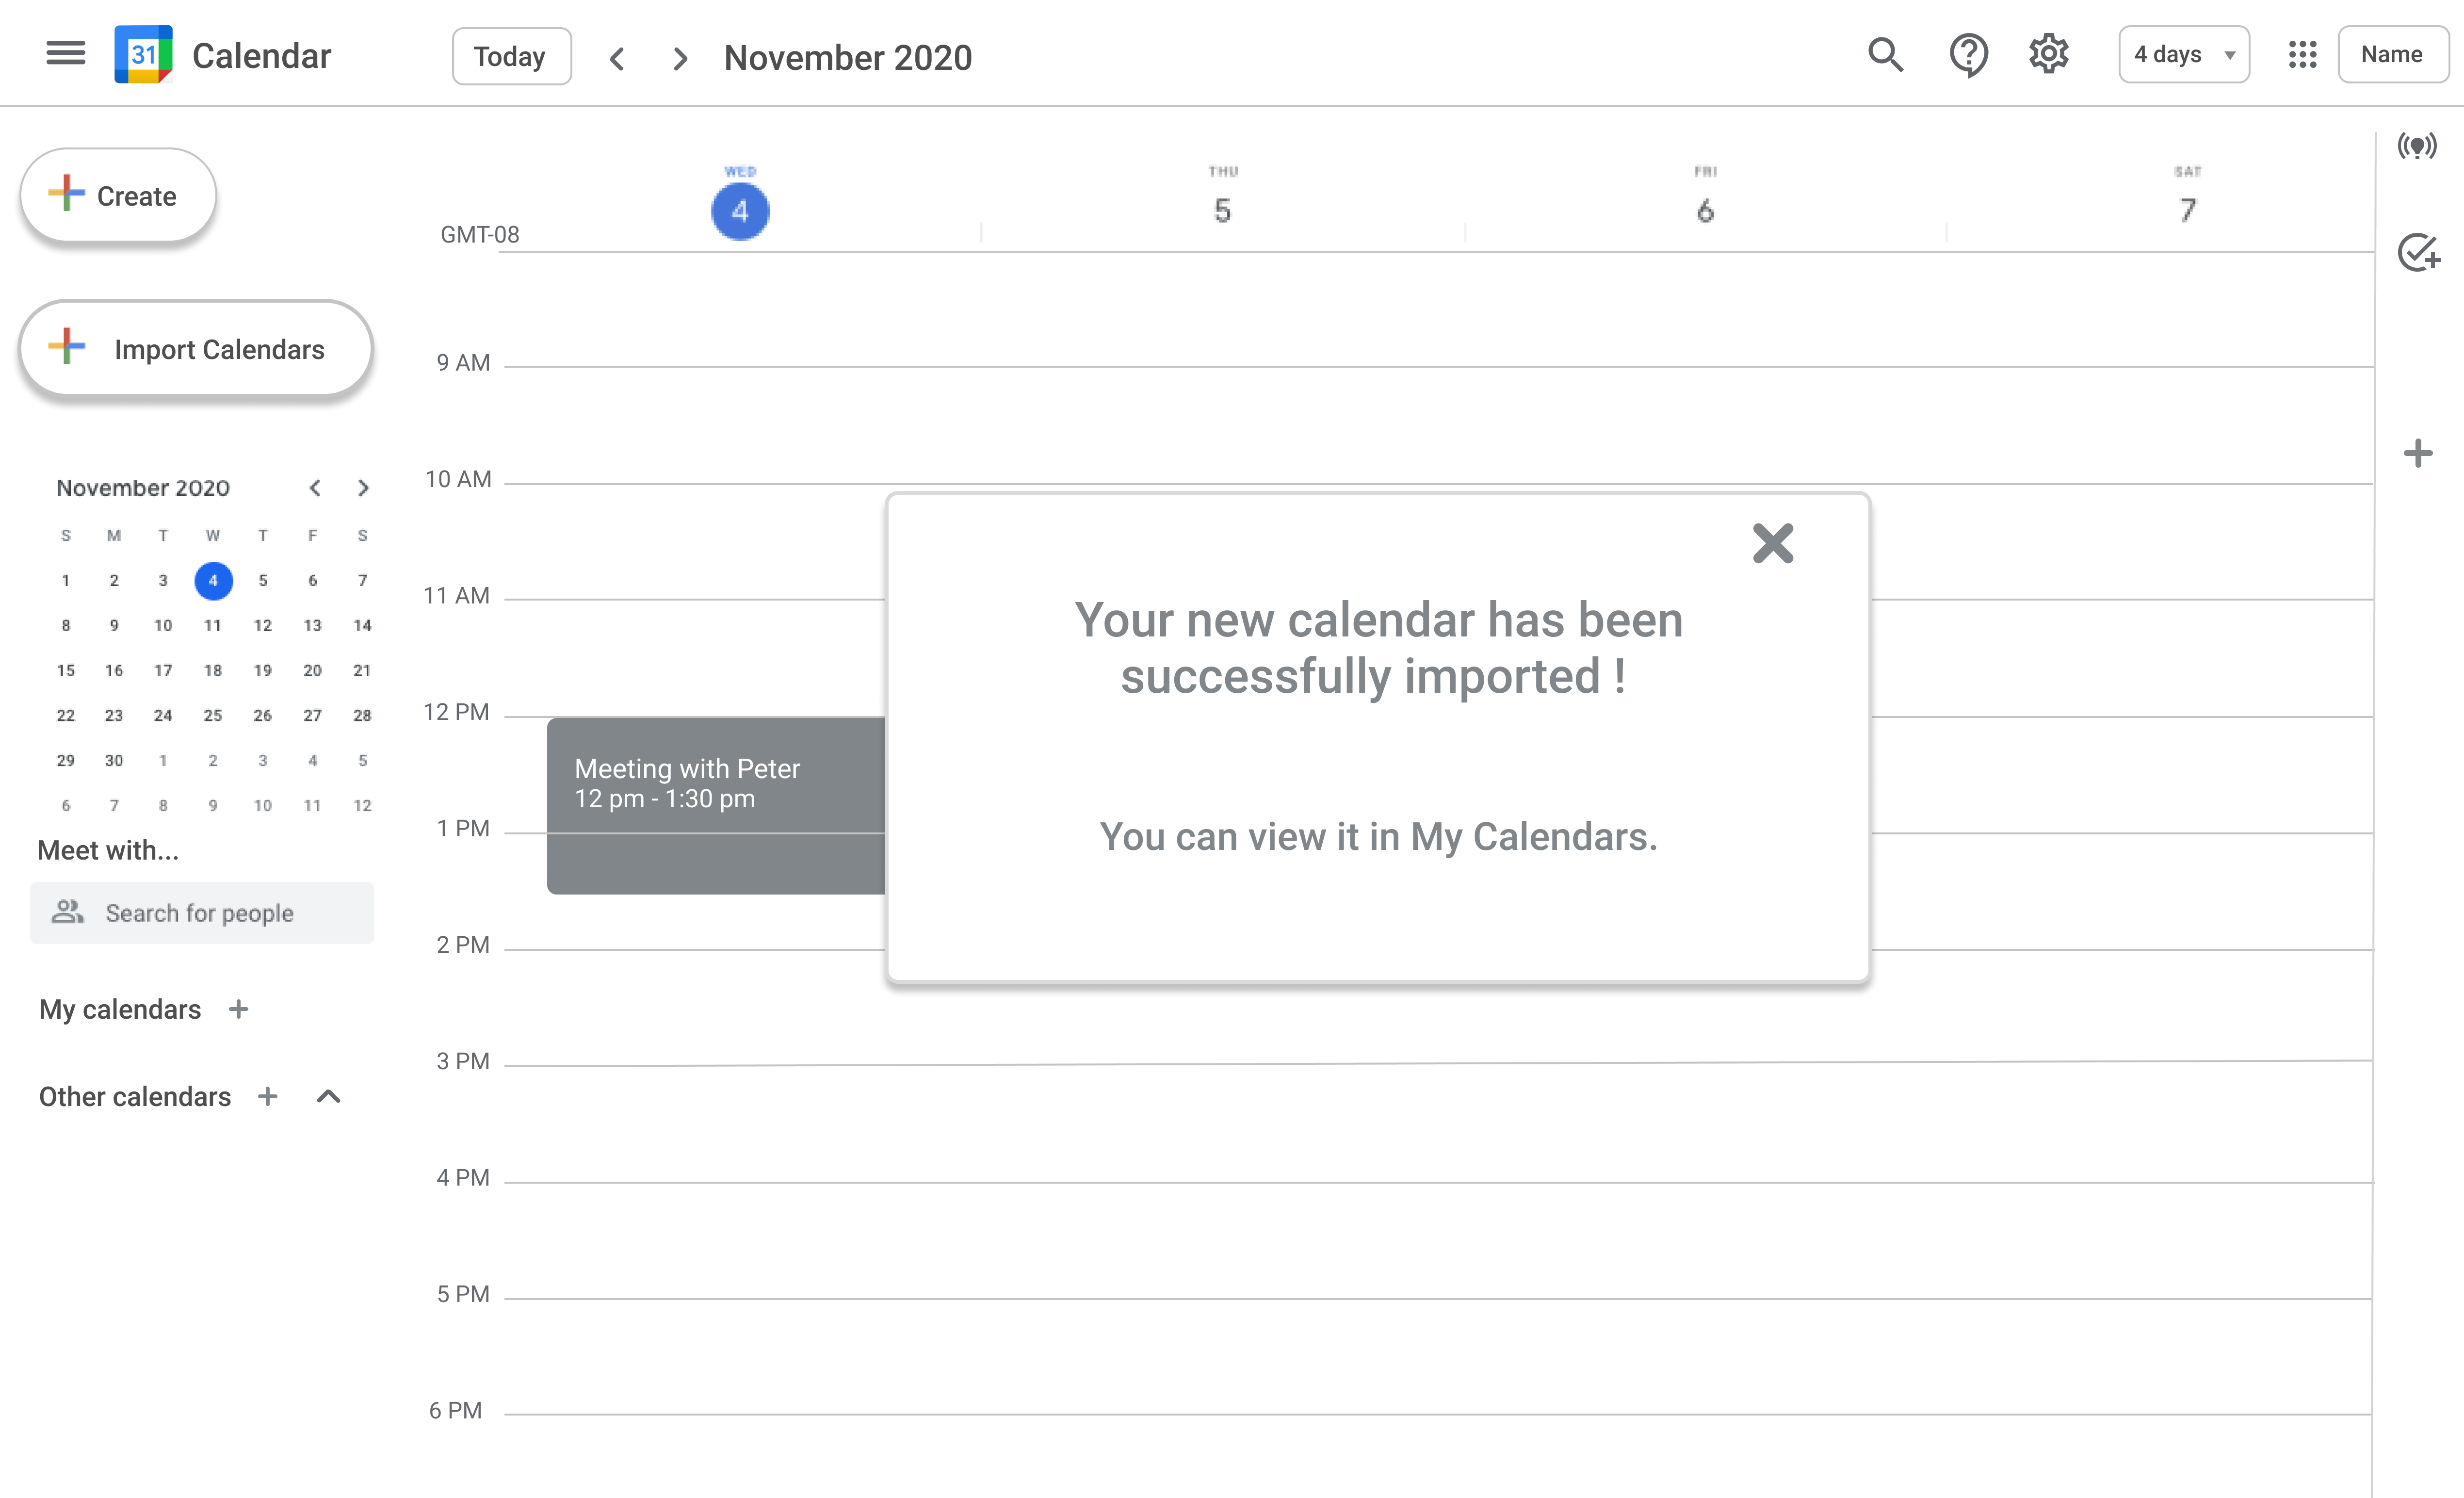 31 Calendar
Today
November 2020
4 days
Name
Create
Import Calendars
November 2020
S M T W T F S
1 2 3 4 5 6 7
8 9 10 11 12 13 14
15 16 17 18 19 20 21
22 23 24 25 26 27 28
29 30 1 2 3 4 5
6 7 8 9 10 11 12
Meet with...
Search for people
My calendars
Other calendars
WED THU FRI SAT
4 5 6 7
GMT-08
9 AM
10 AM
11 AM
12 PM
Meeting with Peter
12 pm - 1:30 pm
1 PM
2 PM
3 PM
4 PM
5 PM
6 PM
Your new calendar has been
successfully imported !
You can view it in My Calendars.